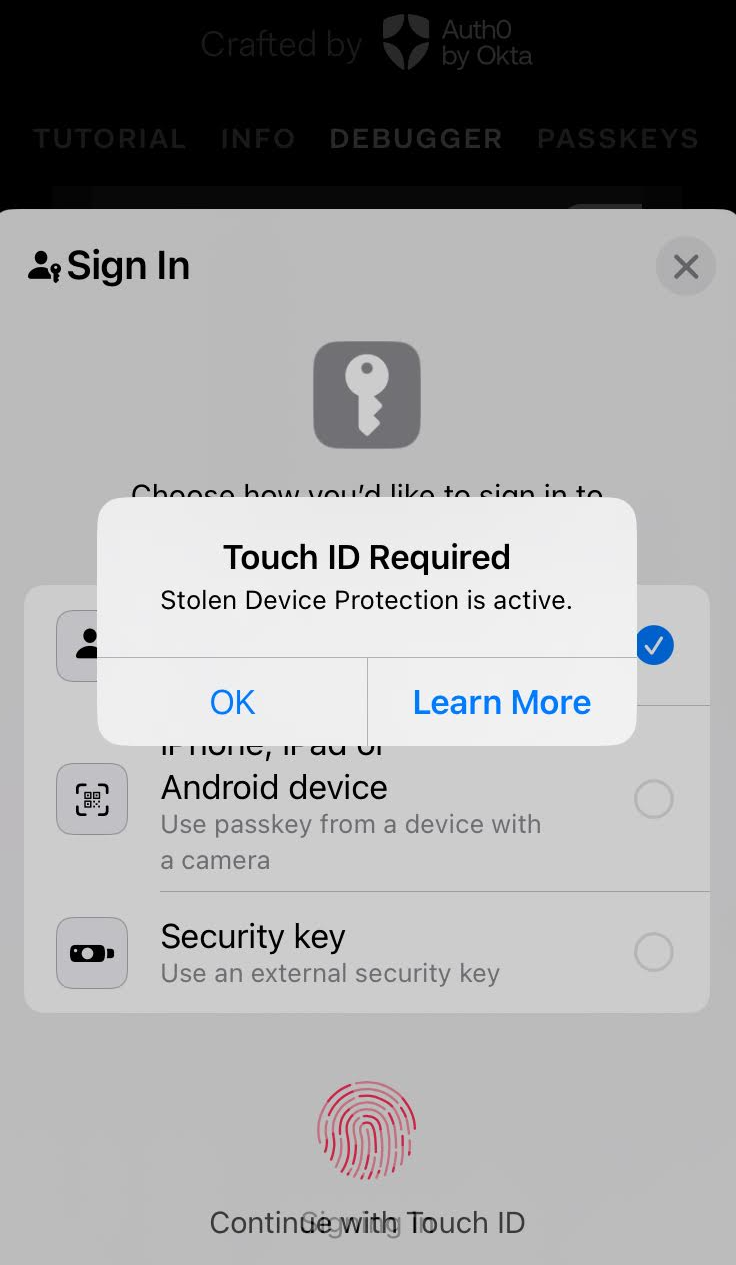 Crafted by
Auth0
by Okta
TUTORIAL INFO DEBUGGER PASSKEYS
Sign In
Choose how you'd like to sign in to
Touch ID Required
Stolen Device Protection is active.
OK
Learn More
iPhone, iPad or
Android device
Use passkey from a device with
a camera
Security key
Use an external security key
Continue with Touch ID
Signing In